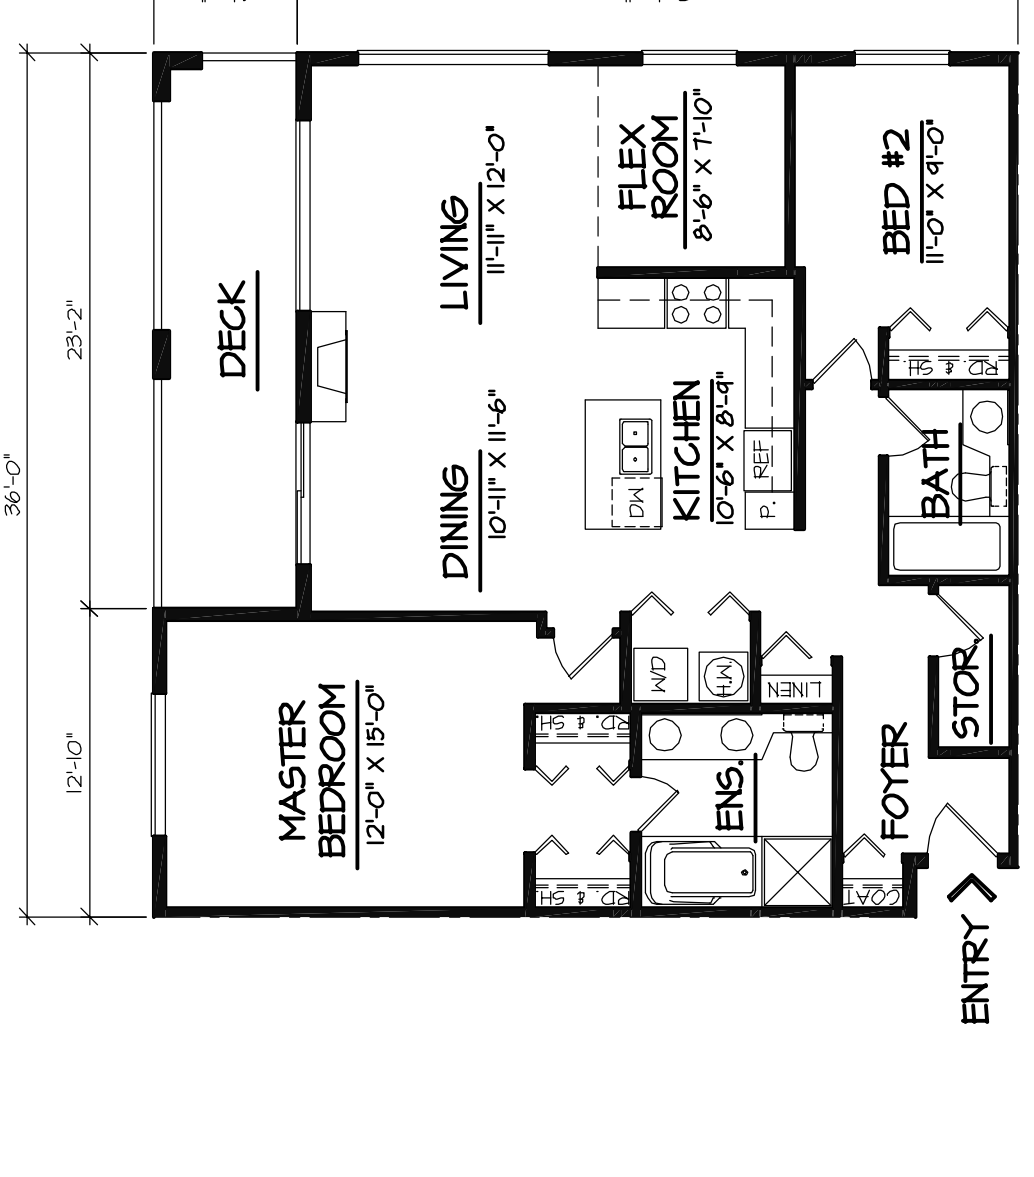 36'-0"
23'-2"
12'-10"
DECK
LIVING
11'-11" X 12'-0"
FLEX
ROOM
8'-6" X 7'-10"
BED #2
11'-0" X 9'-0"
RD. & SH.
DINING
10'-11" X 11'-6"
KITCHEN
10'-6" X 8'-9"
DW
REF
P.
BATH
MASTER
BEDROOM
12'-0" X 15'-0"
D/W
W.H
LINEN
STOR.
RD. & SH.
ENS.
FOYER
RD. & SH.
COAT
ENTRY